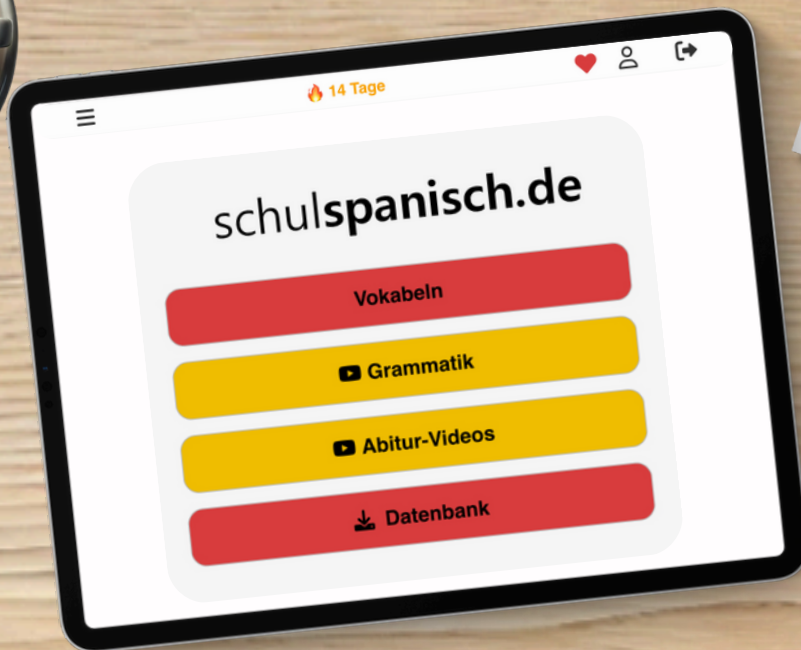 🔥 14 Tage
schulspanisch.de
Vokabeln
Grammatik
Abitur-Videos
Datenbank